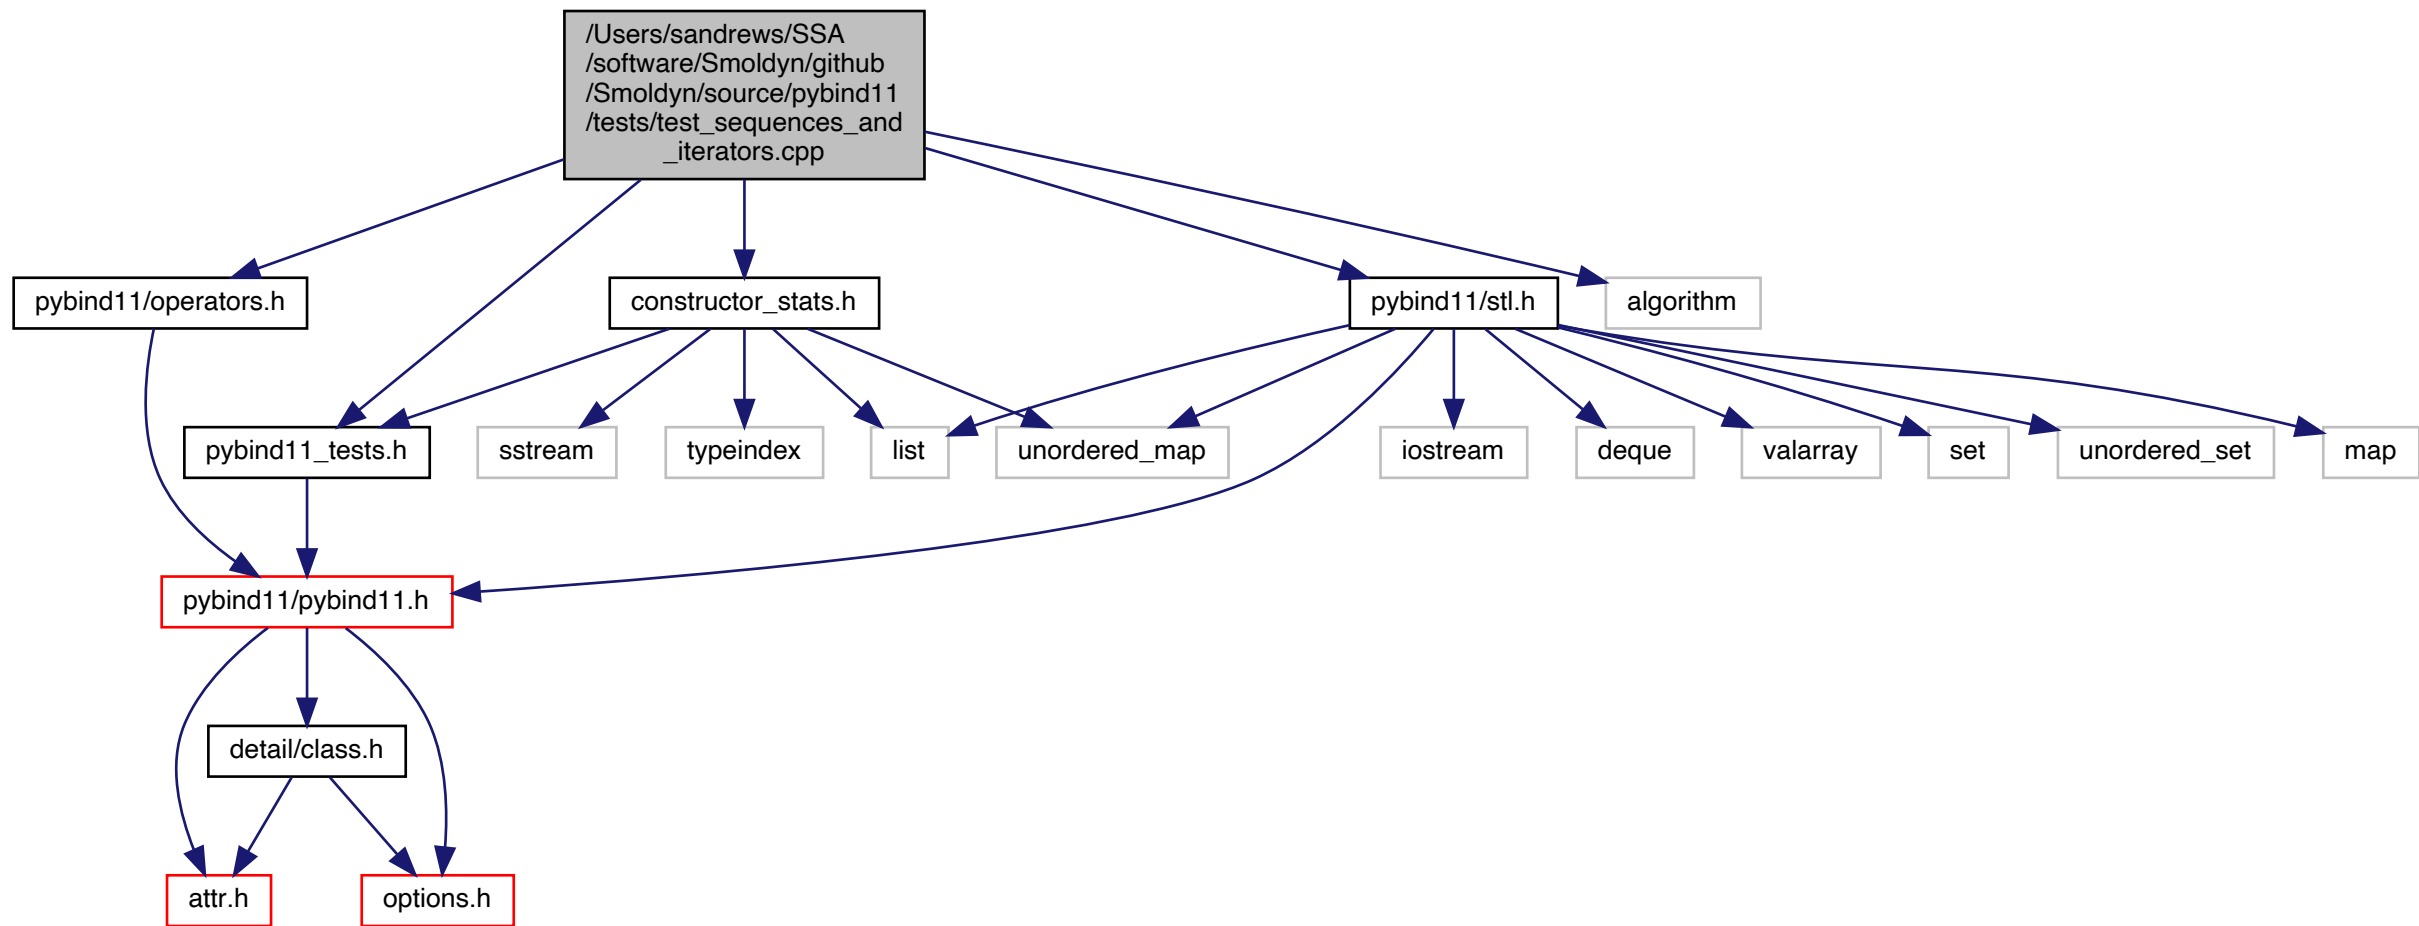 /Users/sandrews/SSA
/software/Smoldyn/github
/Smoldyn/source/pybind11
/tests/test_sequences_and
_iterators.cpp
pybind11/operators.h
constructor_stats.h
pybind11/stl.h
algorithm
pybind11_tests.h
sstream
typeindex
list
unordered_map
iostream
deque
valarray
set
unordered_set
map
pybind11/pybind11.h
detail/class.h
attr.h
options.h